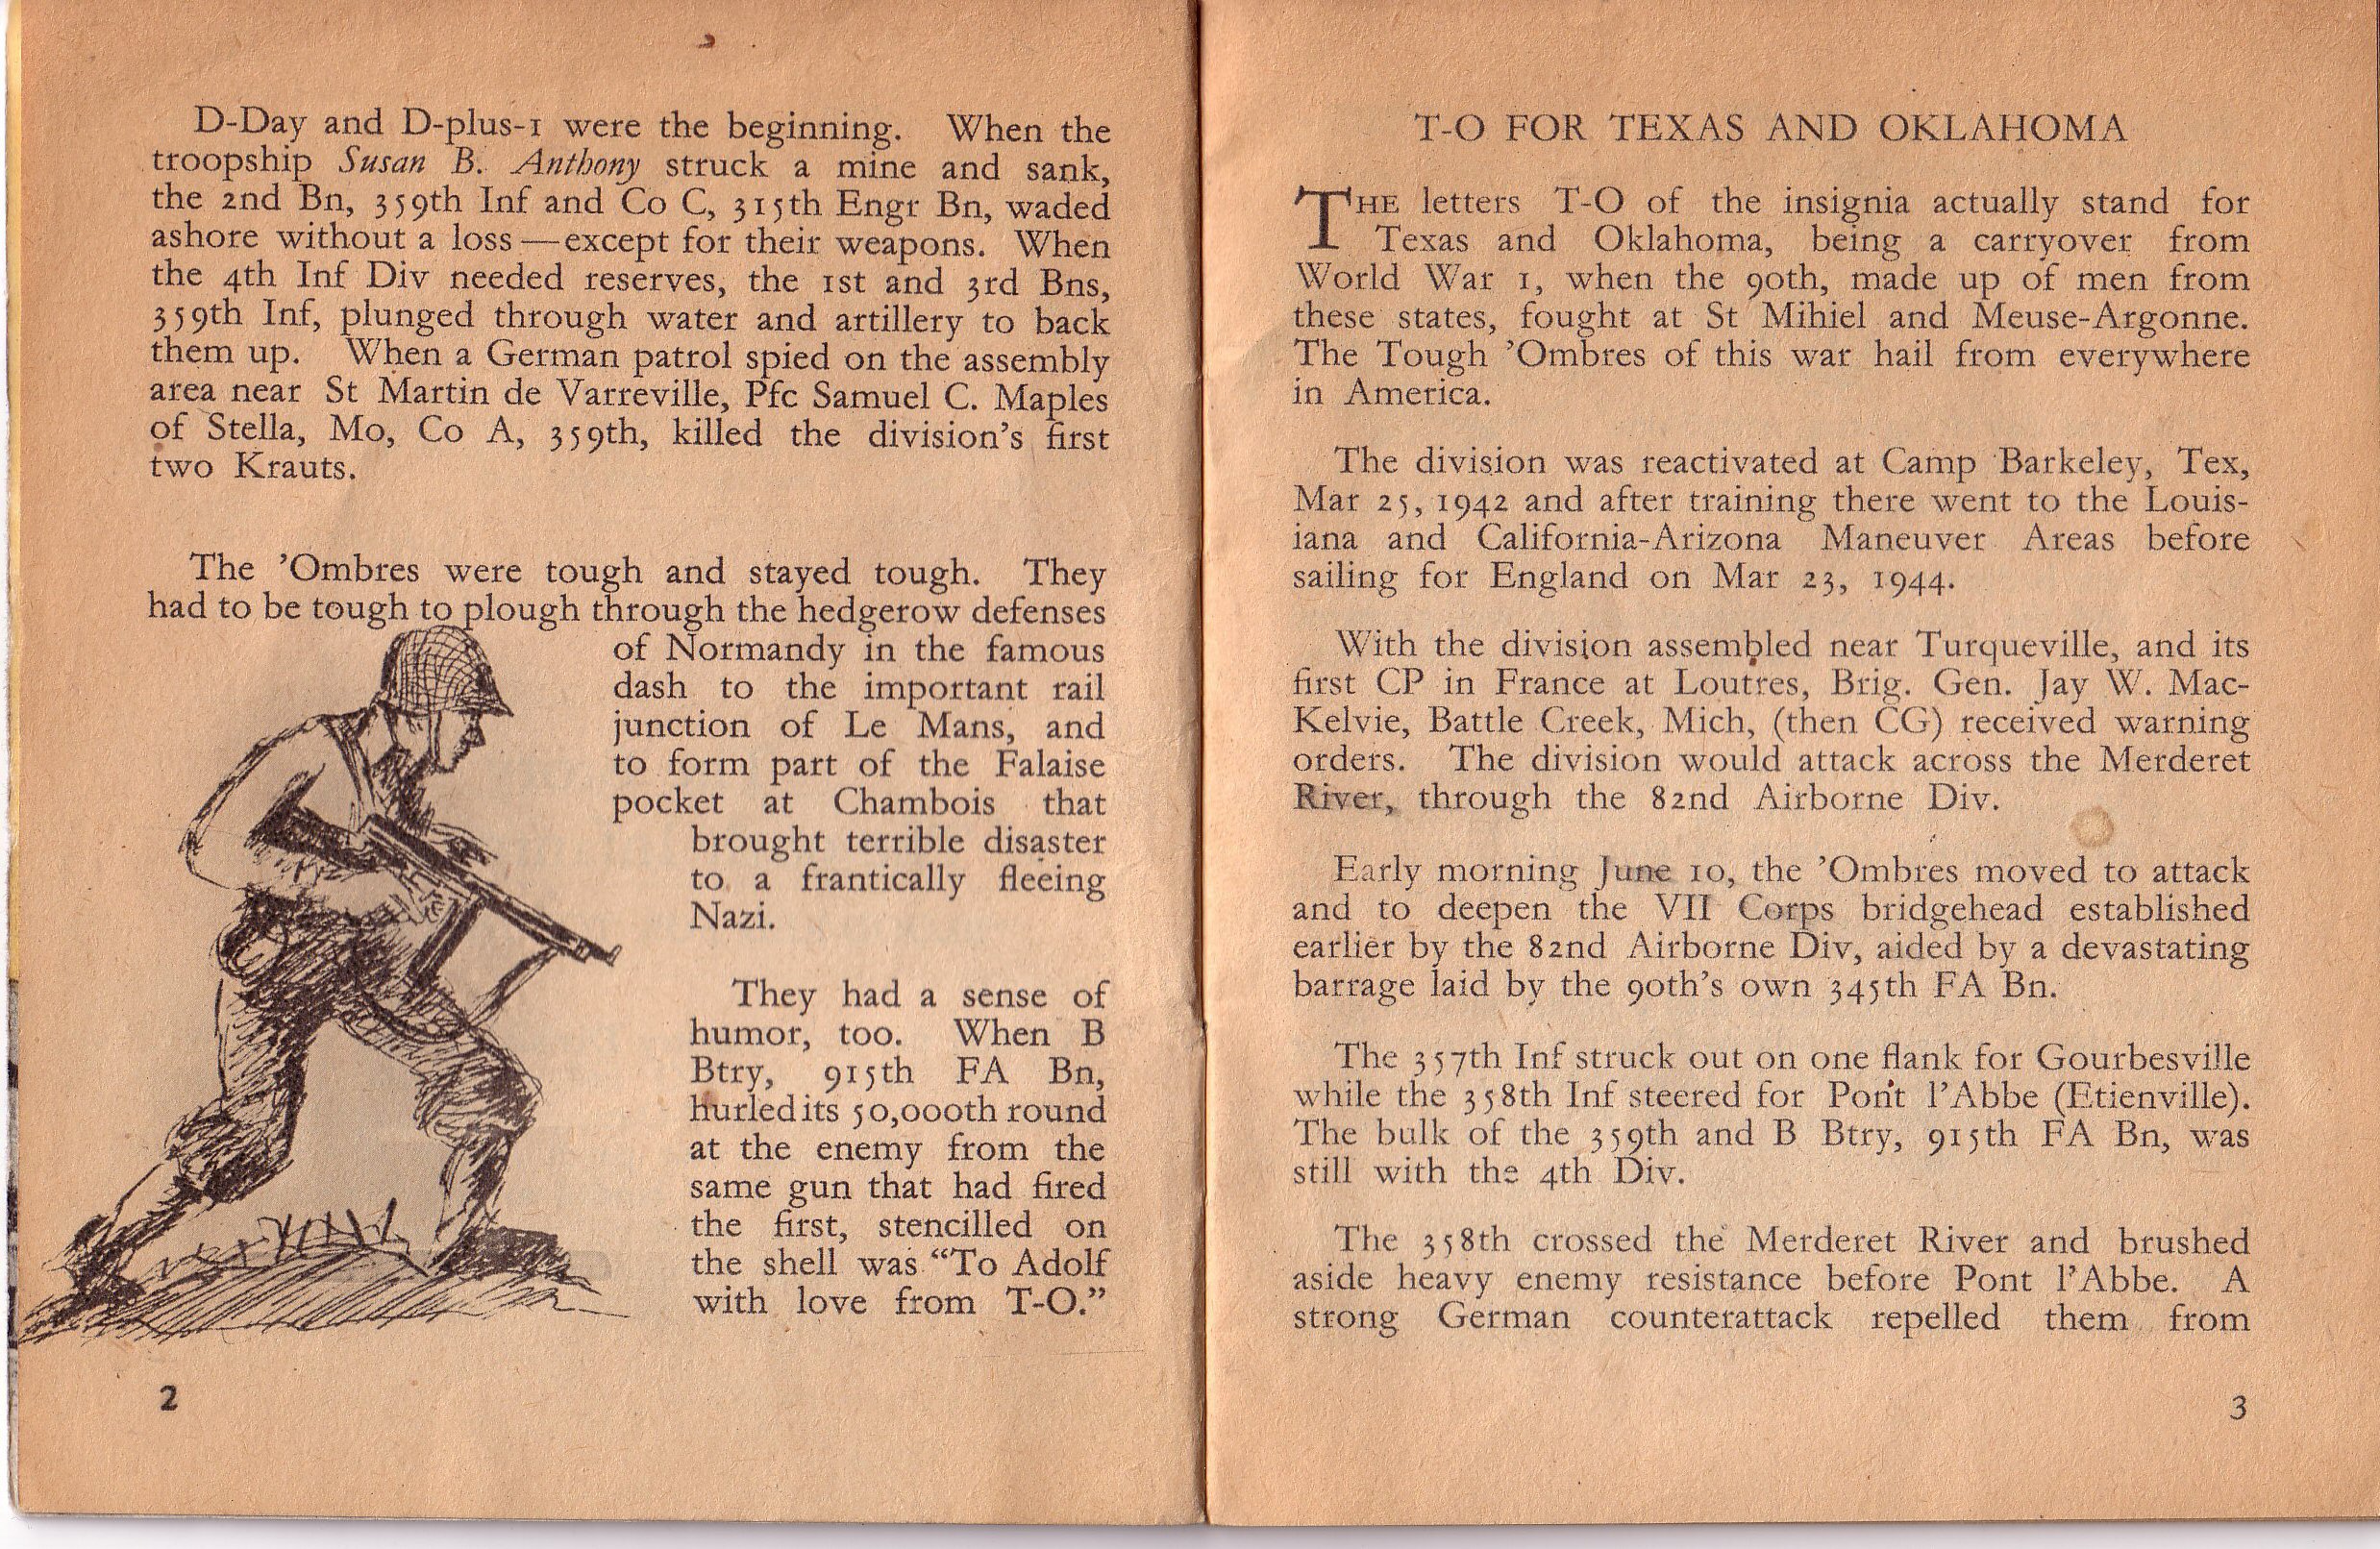 D-Day and D-plus-1 were the beginning. When the
troopship Susan B. Anthony struck a mine and sank,
the 2nd Bn, 359th Inf and Co C, 315th Engr Bn, waded
ashore without a loss—except for their weapons. When
the 4th Inf Div needed reserves, the 1st and 3rd Bns,
359th Inf, plunged through water and artillery to back
them up. When a German patrol spied on the assembly
area near St Martin de Varreville, Pfc Samuel C. Maples
of Stella, Mo, Co A, 359th, killed the division's first
two Krauts.
The 'Ombres were tough and stayed tough. They
had to be tough to plough through the hedgerow defenses
of Normandy in the famous
dash to the important rail
junction of Le Mans, and
to form part of the Falaise
pocket at Chambois that
brought terrible disaster
to a frantically fleeing
Nazi.
They had a sense of
humor, too. When B
Btry, 915th FA Bn,
hurled its 50,000th round
at the enemy from the
same gun that had fired
the first, stencilled on
the shell was "To Adolf
with love from T-O."
2
T-O FOR TEXAS AND OKLAHOMA
THE letters T-O of the insignia actually stand for
Texas and Oklahoma, being a carryover from
World War 1, when the 90th, made up of men from
these states, fought at St Mihiel and Meuse-Argonne.
The Tough 'Ombres of this war hail from everywhere
in America.
The division was reactivated at Camp Barkeley, Tex,
Mar 25, 1942 and after training there went to the Louis-
iana and California-Arizona Maneuver Areas before
sailing for England on Mar 23, 1944.
With the division assembled near Turqueville, and its
first CP in France at Loutres, Brig. Gen. Jay W. Mac-
Kelvie, Battle Creek, Mich, (then CG) received warning
orders. The division would attack across the Merderet
River, through the 82nd Airborne Div.
Early morning June 10, the 'Ombres moved to attack
and to deepen the VII Corps bridgehead established
earlier by the 82nd Airborne Div, aided by a devastating
barrage laid by the 90th's own 345th FA Bn.
The 357th Inf struck out on one flank for Gourbesville
while the 358th Inf steered for Pont l'Abbe (Etienville).
The bulk of the 359th and B Btry, 915th FA Bn, was
still with the 4th Div.
The 358th crossed the Merderet River and brushed
aside heavy enemy resistance before Pont l'Abbe. A
strong German counterattack repelled them from
3